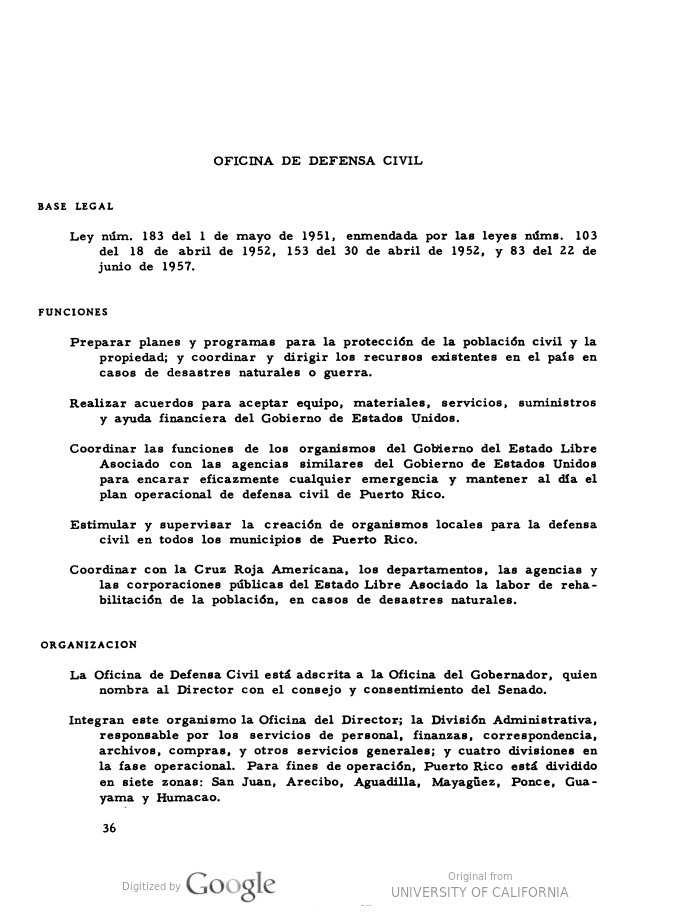 OFICINA DE DEFENSA CIVIL
BASE LEGAL
Ley núm. 183 del 1 de mayo de 1951, enmendada por las leyes núms. 103
del 18 de abril de 1952, 153 del 30 de abril de 1952, y 83 del 22 de
junio de 1957.
FUNCIONES
Preparar planes y programas para la protección de la población civil y la
propiedad; y coordinar y dirigir los recursos existentes en el país en
casos de desastres naturales o guerra.
Realizar acuerdos para aceptar equipo, materiales, servicios, suministros
y ayuda financiera del Gobierno de Estados Unidos.
Coordinar las funciones de los organismos del Gobierno del Estado Libre
Asociado con las agencias similares del Gobierno de Estados Unidos
para encarar eficazmente cualquier emergencia y mantener al día el
plan operacional de defensa civil de Puerto Rico.
Estimular y supervisar la creación de organismos locales para la defensa
civil en todos los municipios de Puerto Rico.
Coordinar con la Cruz Roja Americana, los departamentos, las agencias y
las corporaciones públicas del Estado Libre Asociado la labor de reha-
bilitación de la población, en casos de desastres naturales.
ORGANIZACION
La Oficina de Defensa Civil está adscrita a la Oficina del Gobernador, quien
nombra al Director con el consejo y consentimiento del Senado.
Integran este organismo la Oficina del Director; la División Administrativa,
responsable por los servicios de personal, finanzas, correspondencia,
archivos, compras, y otros servicios generales; y cuatro divisiones en
la fase operacional. Para fines de operación, Puerto Rico está dividido
en siete zonas: San Juan, Arecibo, Aguadilla, Mayagüez, Ponce, Gua-
yama y Humacao.
36
Digitized by Google
Original from
UNIVERSITY OF CALIFORNIA